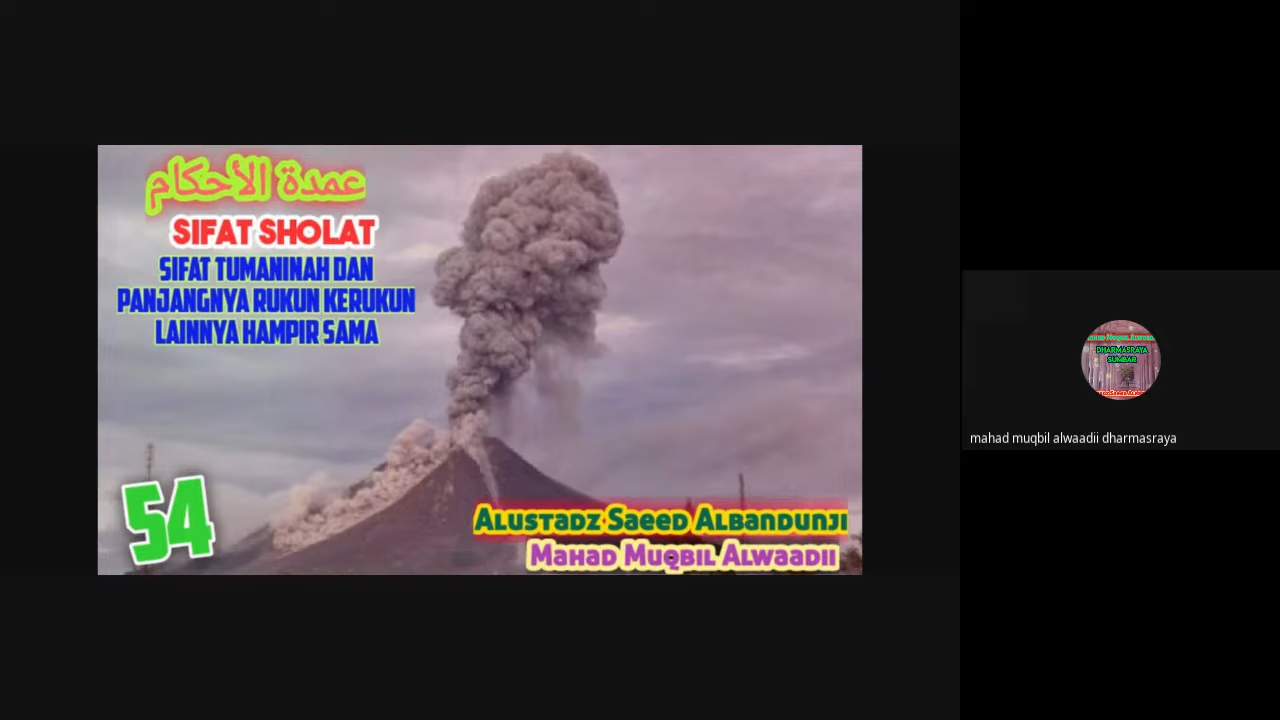 عمدة الأحكام
SIFAT SHOLAT
SIFAT TUMANINAH DAN
PANJANGNYA RUKUN KERUKUN
LAINNYA HAMPIR SAMA
54
ALUSTADZ SAEED ALBANDUNJI
MAHAD MUQBIL ALWAADII
DHARMASRAYA
SUMBAR
mahad muqbil alwaadii dharmasraya